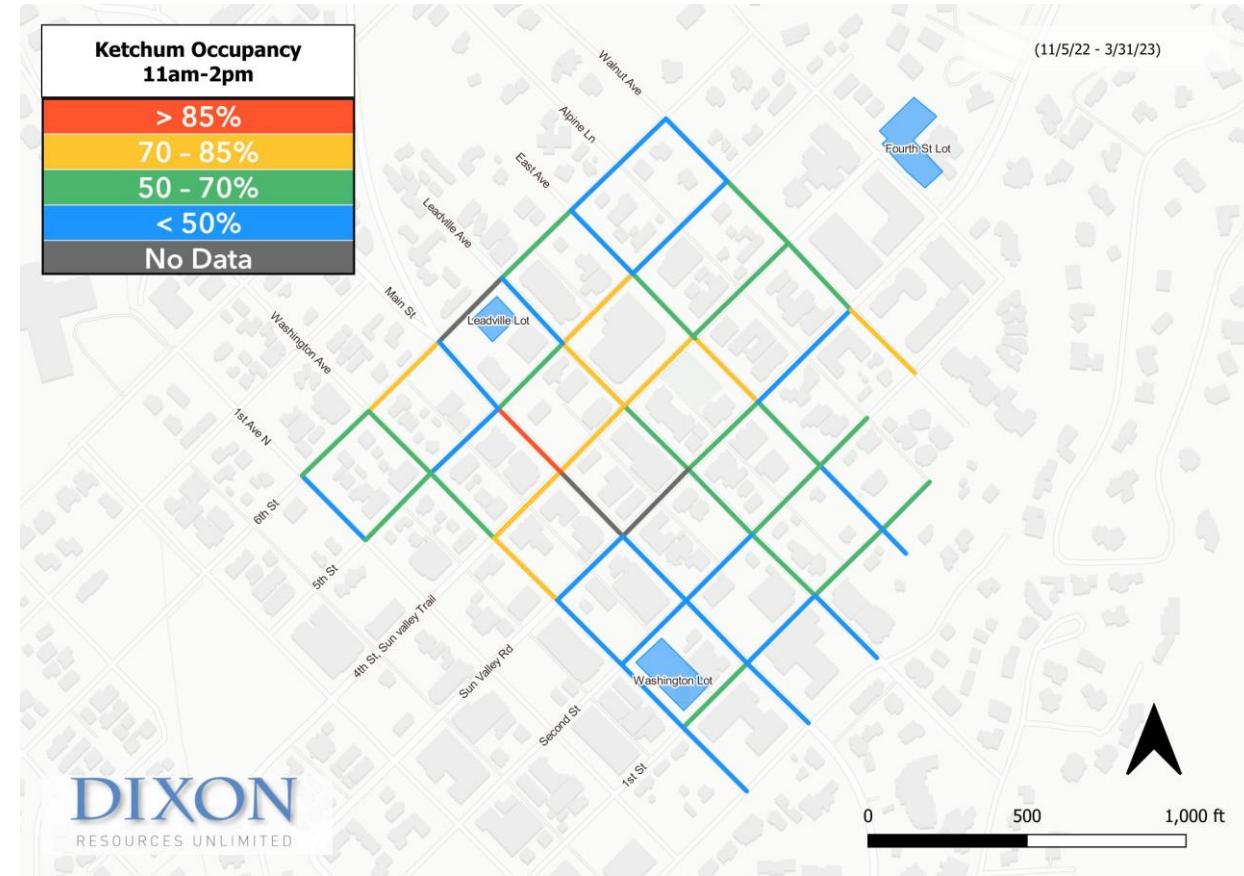 Ketchum Occupancy
11am-2pm
> 85%
70 - 85%
50 - 70%
< 50%
No Data
(11/5/22 - 3/31/23)
Walnut Ave
Alpine Ln
East Ave
Leadville Ave
Main St
Washington Ave
1st Ave N
6th St
5th St
4th St, Sun valley Trail
Sun Valley Rd
Second St
1st St
Fourth St Lot
Leadville Lot
Washington Lot
DIXON
RESOURCES UNLIMITED
0 500 1,000 ft